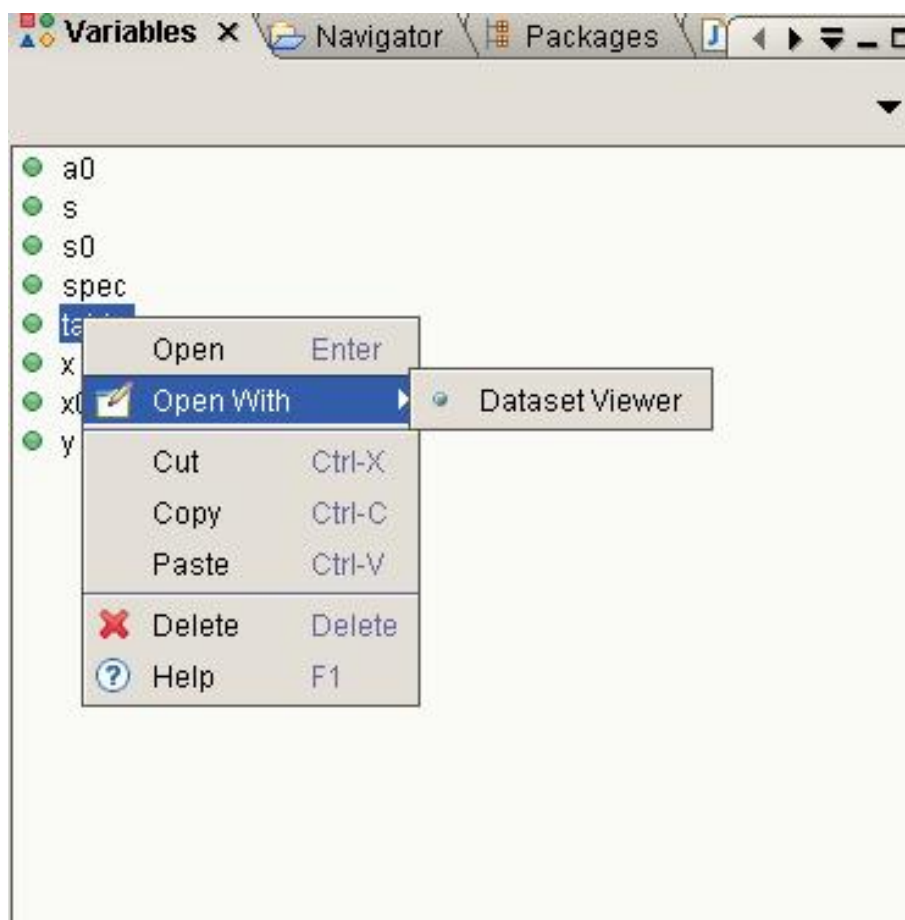 Variables Navigator Packages J
a0
s
s0
spec
x
y
Open Enter
Open With Dataset Viewer
Cut Ctrl-X
Copy Ctrl-C
Paste Ctrl-V
Delete Delete
Help F1